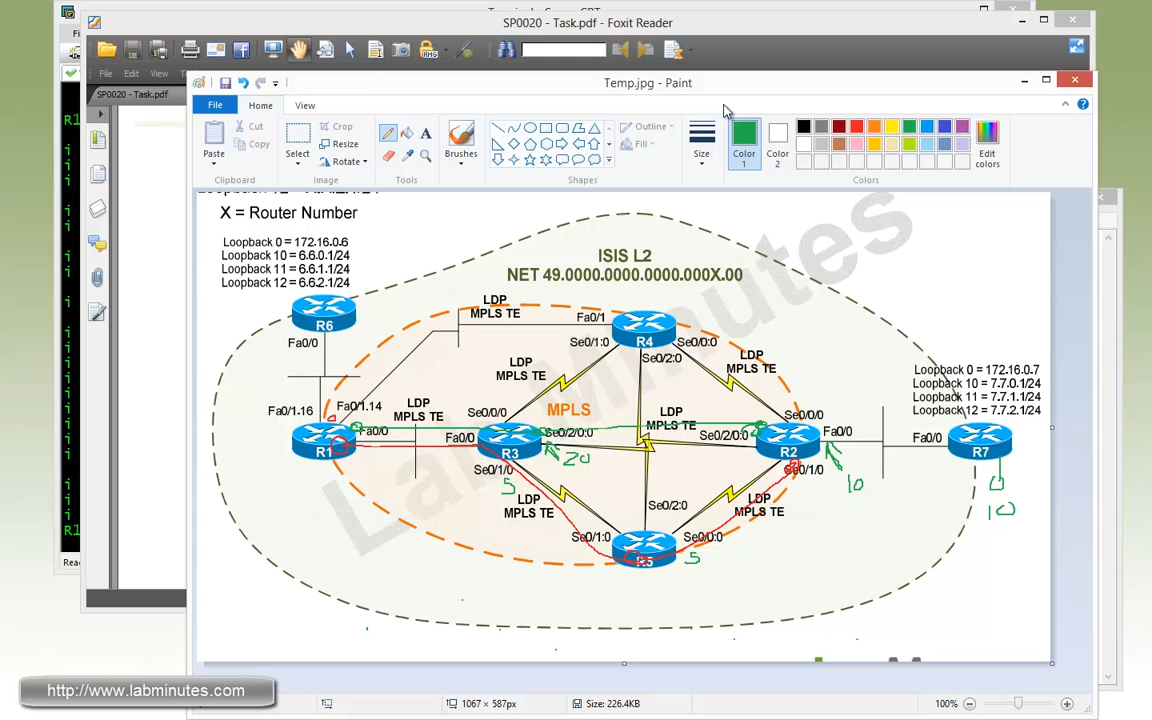 SP0020 - Task.pdf - Foxit Reader
File Edit View
SP0020 - Task.pdf
Temp.jpg - Paint
File Home View
Paste
Cut
Copy
Clipboard
Select
Crop
Resize
Rotate
Image
Tools
Brushes
Shapes
Outline
Fill
Size
Color 1
Color 2
Edit colors
Colors
X = Router Number
Loopback 0 = 172.16.0.6
Loopback 10 = 6.6.0.1/24
Loopback 11 = 6.6.1.1/24
Loopback 12 = 6.6.2.1/24
ISIS L2
NET 49.0000.0000.0000.000X.00
Lab Minutes
R6
Fa0/0
LDP
MPLS TE
Fa0/1
R4
Se0/1:0
Se0/0:0
Se0/2:0
LDP
MPLS TE
LDP
MPLS TE
Loopback 0 = 172.16.0.7
Loopback 10 = 7.7.0.1/24
Loopback 11 = 7.7.1.1/24
Loopback 12 = 7.7.2.1/24
Fa0/1.16
Fa0/1.14
LDP
MPLS TE
Se0/0/0
MPLS
LDP
MPLS TE
Se0/0/0
R1
Fa0/0
Fa0/0
R3
Se0/2/0:0
20
Se0/2/0:0
R2
Fa0/0
10
Fa0/0
R7
0
10
Se0/1/0
5
Se0/1/0
LDP
MPLS TE
LDP
MPLS TE
Se0/2:0
Se0/1:0
R5
Se0/0:0
5
http://www.labminutes.com
1067 × 587px
Size: 226.4KB
100%